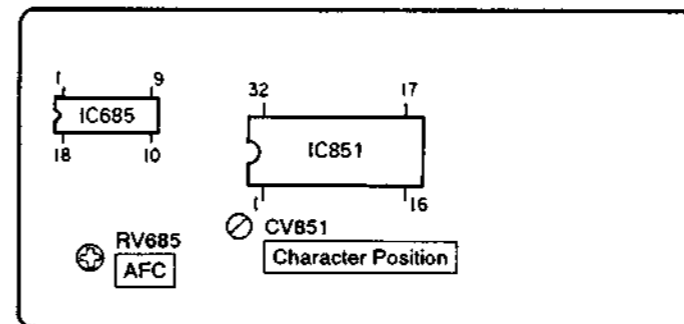 1 9
IC685
18 10
32 17
IC851
1 16
RV685
AFC
CV851
Character Position